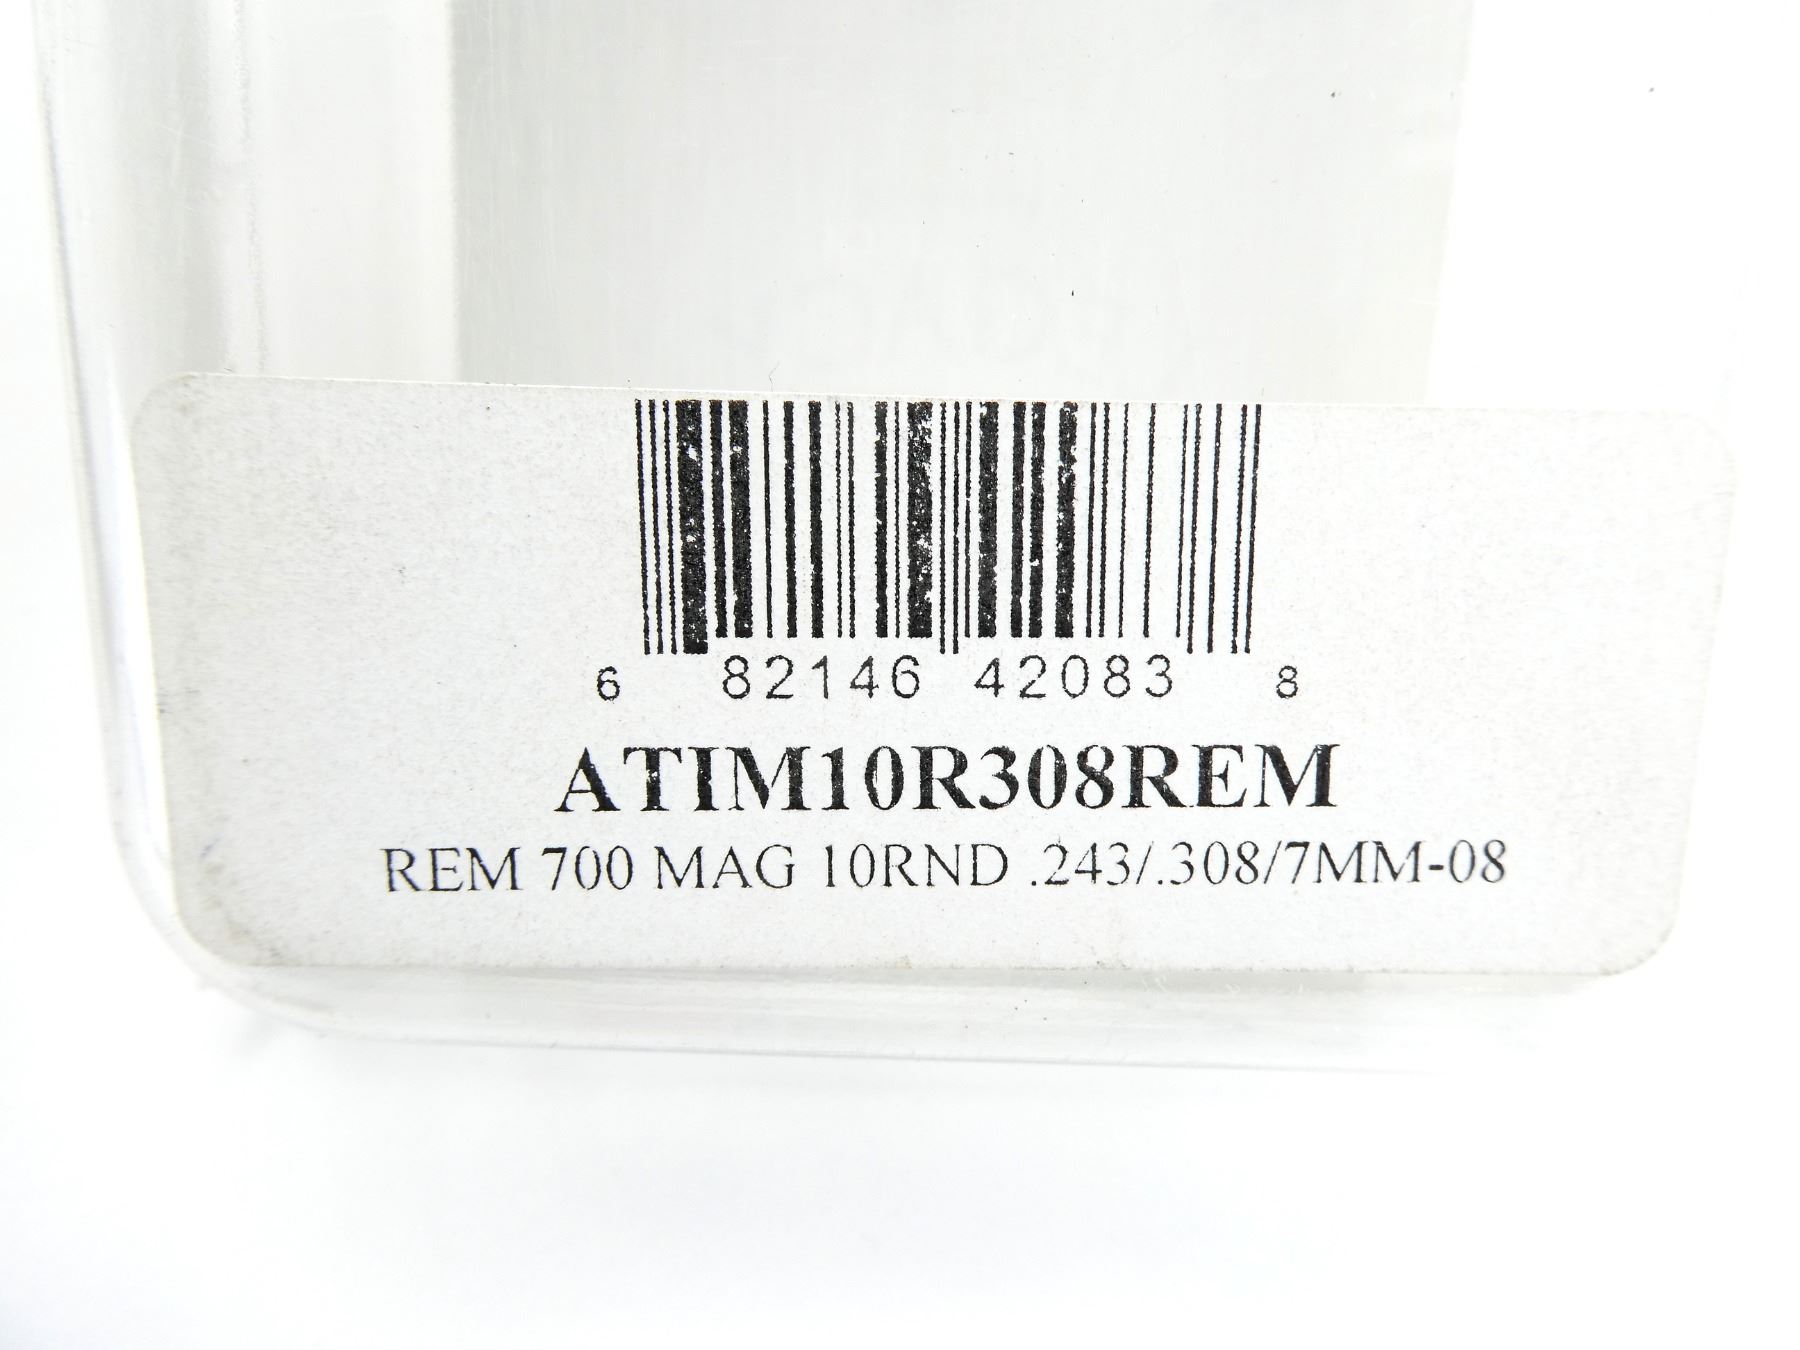 6 82146 42083 8
ATIM10R308REM
REM 700 MAG 10RND .243/.308/7MM-08